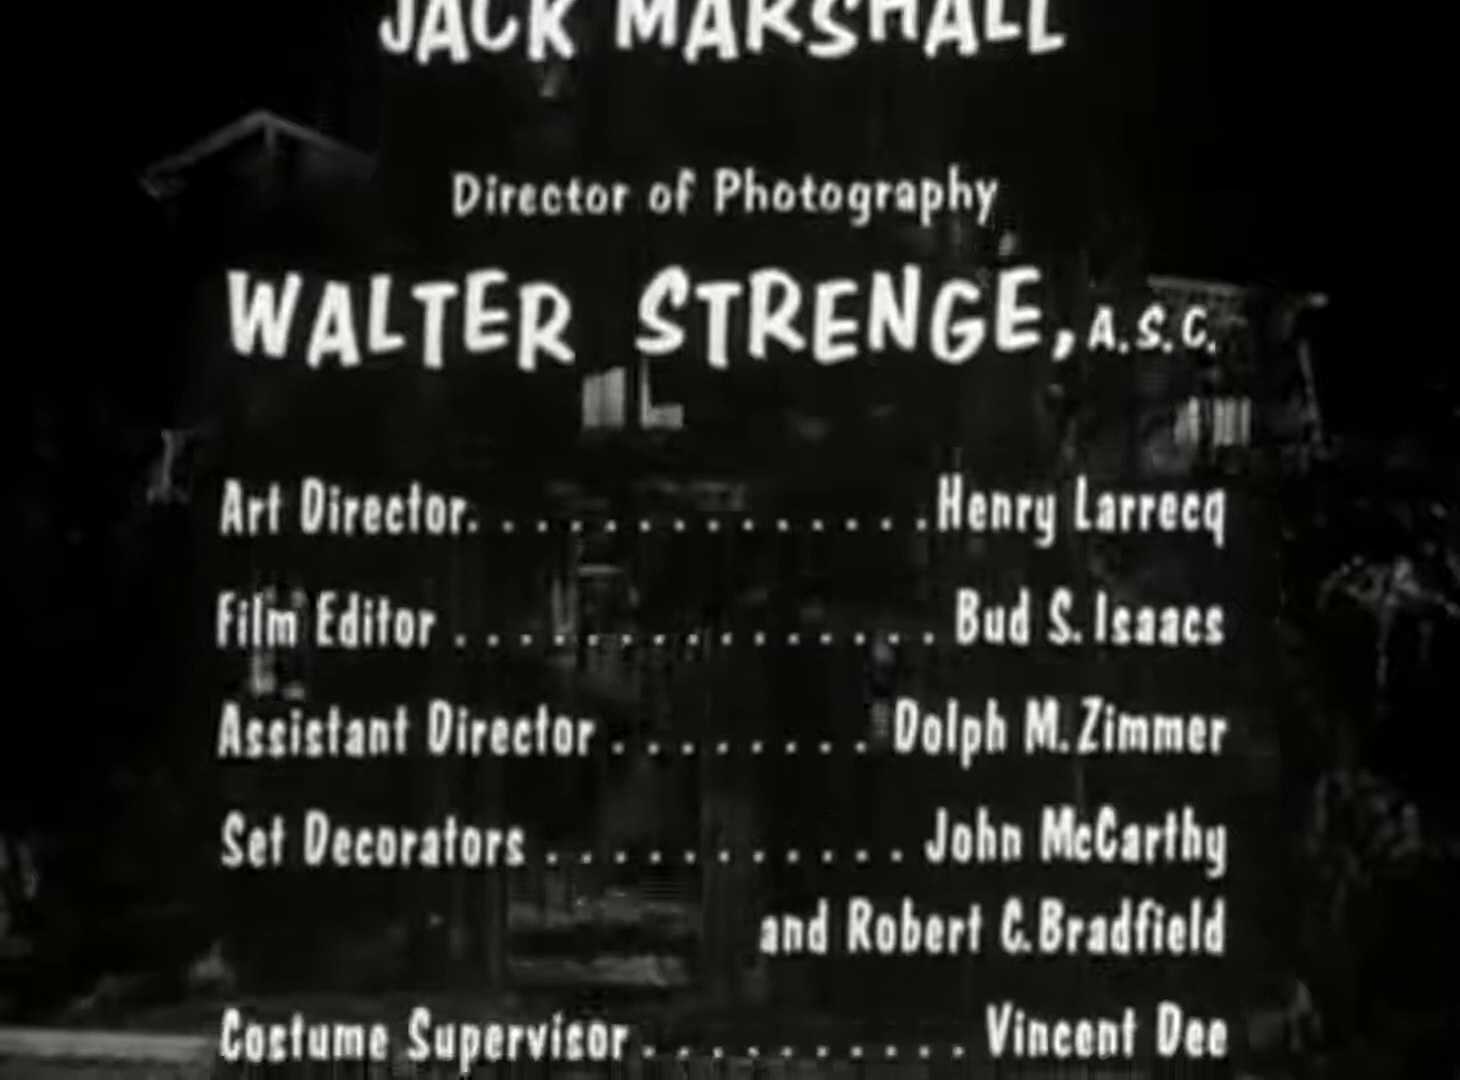 JACK MARSHALL
Director of Photography
WALTER STRENGE, A.S.C.
Art Director. . . . . . . . . . . . . . . Henry Larrecq
Film Editor . . . . . . . . . . . . . . . Bud S. Isaacs
Assistant Director . . . . . . . . Dolph M. Zimmer
Set Decorators . . . . . . . . . . . John McCarthy
and Robert C. Bradfield
Costume Supervisor . . . . . . . . . . Vincent Dee